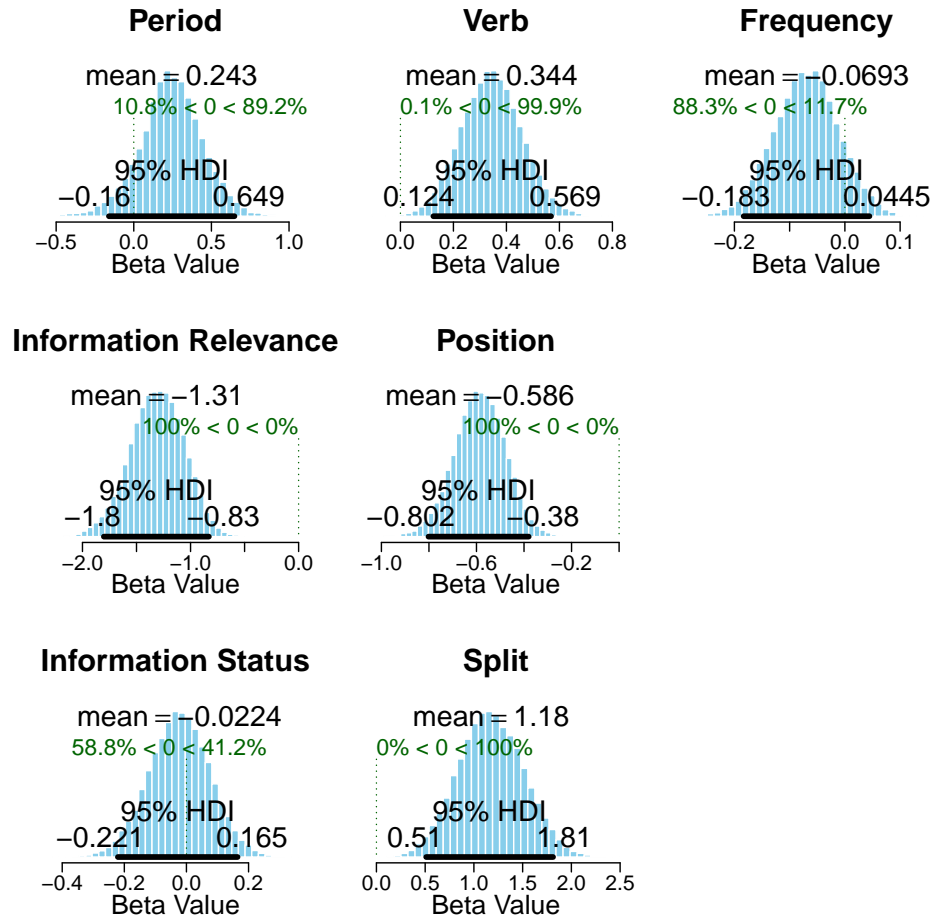 Period
mean = 0.243
10.8% < 0 < 89.2%
95% HDI
−0.16 0.649
−0.5 0.0 0.5 1.0
Beta Value
Verb
mean = 0.344
0.1% < 0 < 99.9%
95% HDI
0.124 0.569
0.0 0.2 0.4 0.6 0.8
Beta Value
Frequency
mean = −0.0693
88.3% < 0 < 11.7%
95% HDI
−0.183 0.0445
−0.2 0.0 0.1
Beta Value
Information Relevance
mean = −1.31
100% < 0 < 0%
95% HDI
−1.8 −0.83
−2.0 −1.0 0.0
Beta Value
Position
mean = −0.586
100% < 0 < 0%
95% HDI
−0.802 −0.38
−1.0 −0.6 −0.2
Beta Value
Information Status
mean = −0.0224
58.8% < 0 < 41.2%
95% HDI
−0.221 0.165
−0.4 −0.2 0.0 0.2
Beta Value
Split
mean = 1.18
0% < 0 < 100%
95% HDI
0.51 1.81
0.0 0.5 1.0 1.5 2.0 2.5
Beta Value